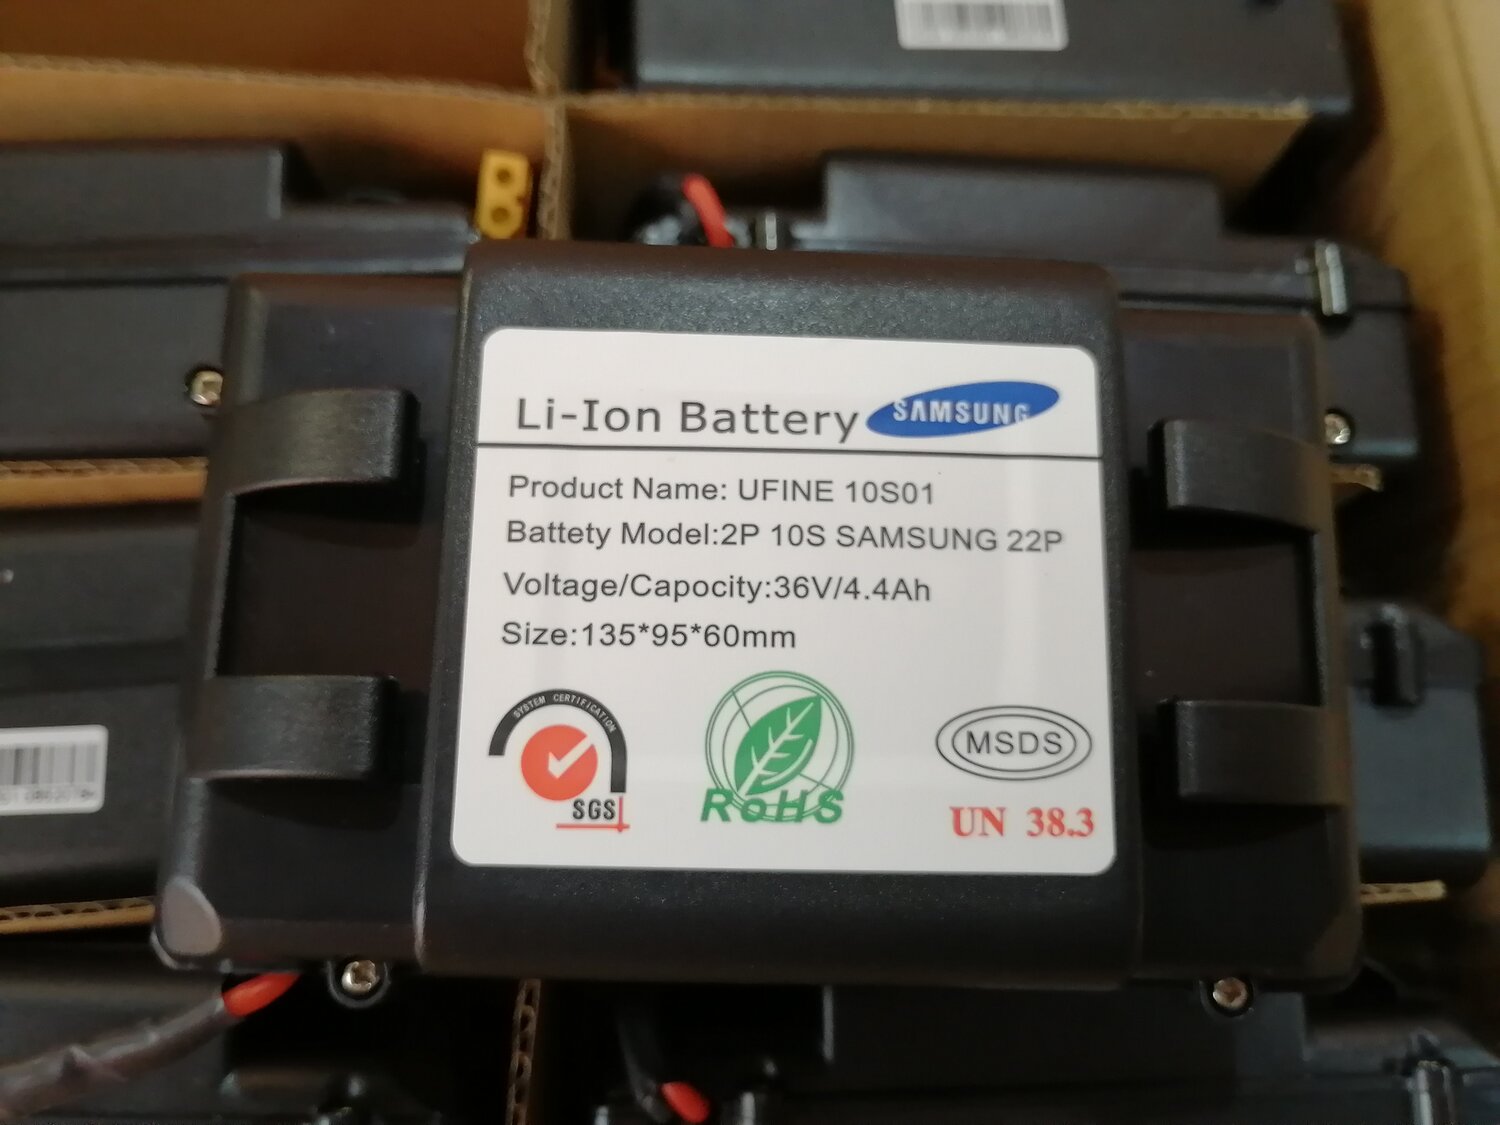 Li-Ion Battery SAMSUNG
Product Name: UFINE 10S01
Battety Model:2P 10S SAMSUNG 22P
Voltage/Capocity:36V/4.4Ah
Size:135*95*60mm
SYSTEM CERTIFICATION
SGS
RoHS
MSDS
UN 38.3